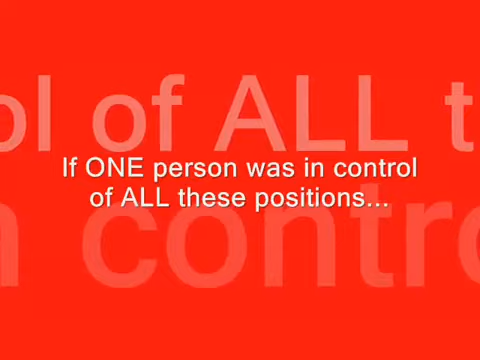 ol of ALL t
If ONE person was in control
of ALL these positions...
n contro